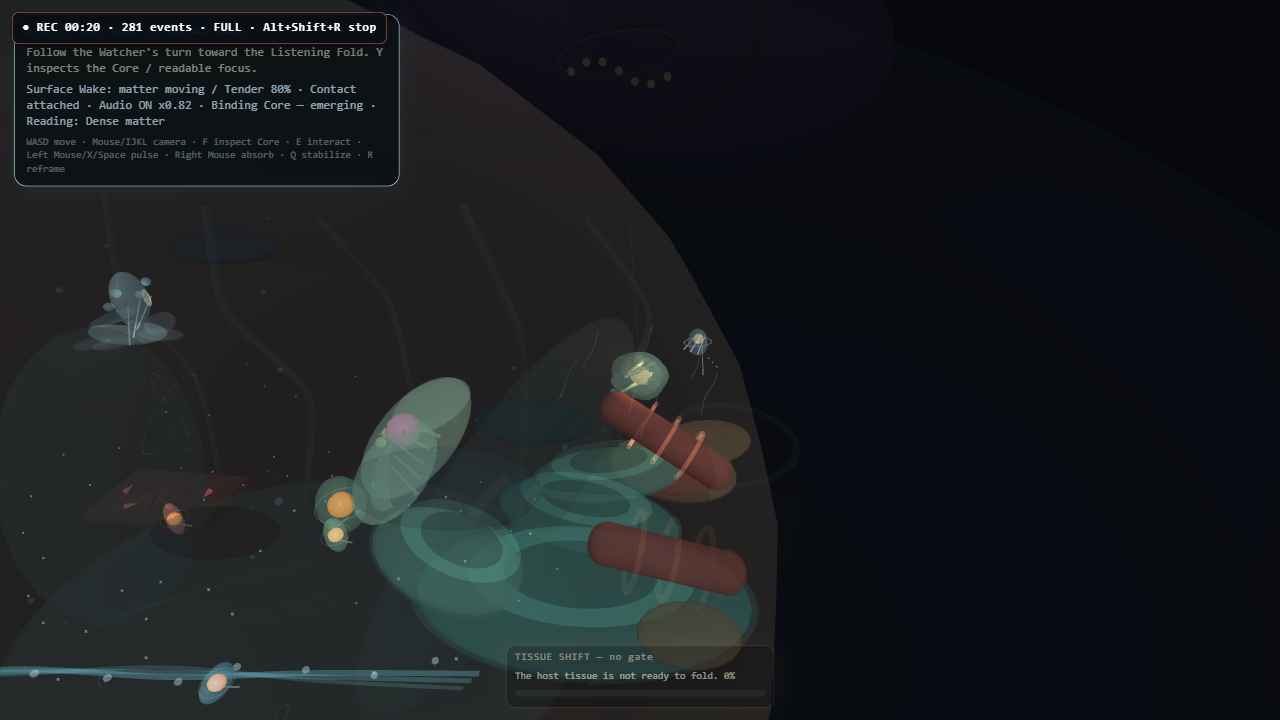 ● REC 00:20 · 281 events · FULL · Alt+Shift+R stop
Follow the Watcher's turn toward the Listening Fold. Y
inspects the Core / readable focus.
Surface Wake: matter moving / Tender 80% · Contact
attached · Audio ON x0.82 · Binding Core — emerging ·
Reading: Dense matter
WASD move · Mouse/IJKL camera · F inspect Core · E interact ·
Left Mouse/X/Space pulse · Right Mouse absorb · Q stabilize · R
reframe
TISSUE SHIFT — no gate
The host tissue is not ready to fold. 0%